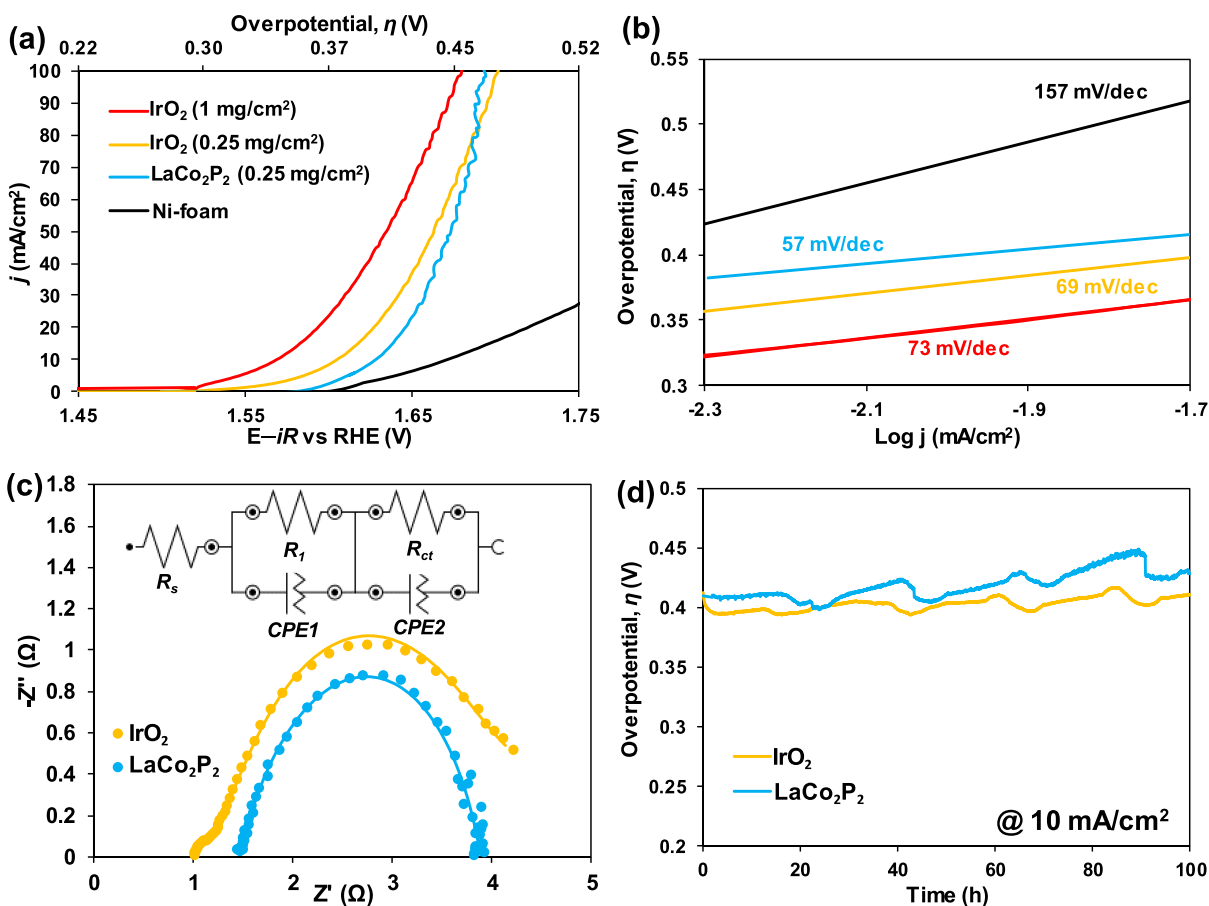 (a)
Overpotential, η (V)
0.22 0.30 0.37 0.45 0.52
j (mA/cm²)
100
90
80
70
60
50
40
30
20
10
0
IrO₂ (1 mg/cm²)
IrO₂ (0.25 mg/cm²)
LaCo₂P₂ (0.25 mg/cm²)
Ni-foam
1.45 1.55 1.65 1.75
E—iR vs RHE (V)
(b)
Overpotential, η (V)
0.55
0.5
0.45
0.4
0.35
0.3
157 mV/dec
57 mV/dec
69 mV/dec
73 mV/dec
-2.3 -2.1 -1.9 -1.7
Log j (mA/cm²)
(c)
-Z'' (Ω)
1.8
1.6
1.4
1.2
1
0.8
0.6
0.4
0.2
0
Rs
R1
Rct
CPE1
CPE2
IrO₂
LaCo₂P₂
0 1 2 3 4 5
Z' (Ω)
(d)
Overpotential, η (V)
0.5
0.45
0.4
0.45
0.4
0.3
0.2
IrO₂
LaCo₂P₂
@ 10 mA/cm²
0 20 40 60 80 100
Time (h)